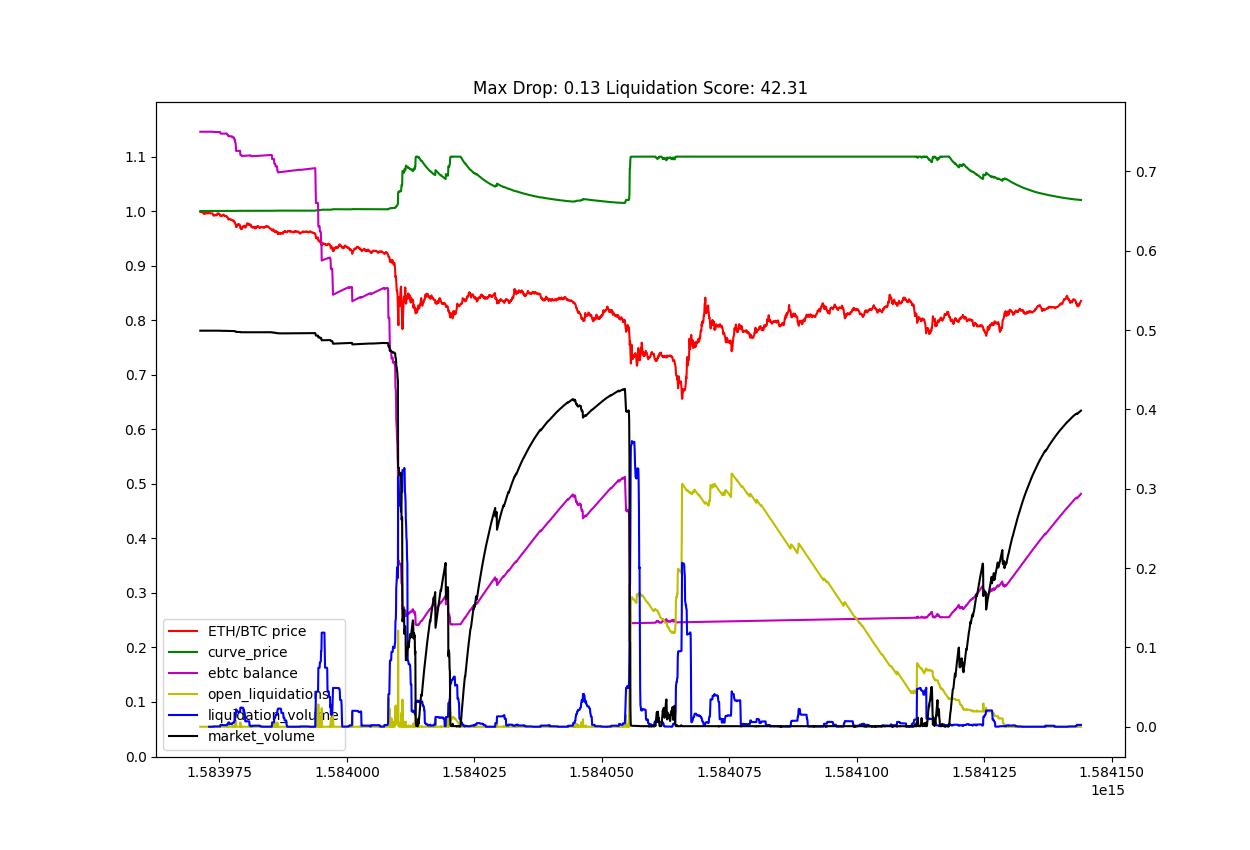 Max Drop: 0.13 Liquidation Score: 42.31
1.1
1.0
0.9
0.8
0.7
0.6
0.5
0.4
0.3
0.2
0.1
0.0
0.7
0.6
0.5
0.4
0.3
0.2
0.1
0.0
ETH/BTC price
curve_price
ebtc balance
open_liquidations
liquidation_volume
market_volume
1.583975 1.584000 1.584025 1.584050 1.584075 1.584100 1.584125 1.584150
1e15